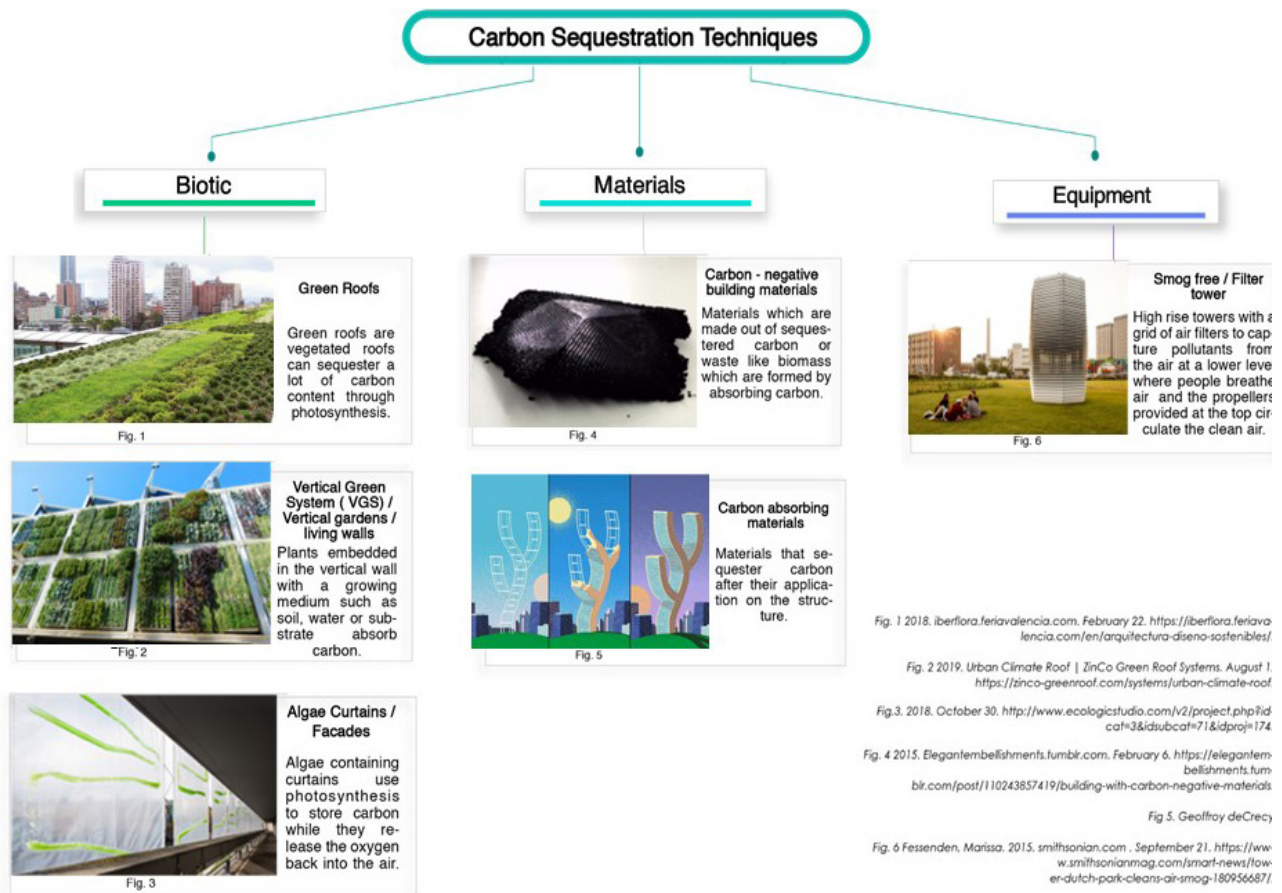 Carbon Sequestration Techniques
Biotic
Green Roofs
Green roofs are
vegetated roofs
can sequester a
lot of carbon
content through
photosynthesis.
Fig. 1
Vertical Green
System ( VGS) /
Vertical gardens /
living walls
Plants embedded
in the vertical wall
with a growing
medium such as
soil, water or sub-
strate absorb
carbon.
Fig. 2
Algae Curtains /
Facades
Algae containing
curtains use
photosynthesis
to store carbon
while they re-
lease the oxygen
back into the air.
Fig. 3
Materials
Carbon - negative
building materials
Materials which are
made out of seques-
tered carbon or
waste like biomass
which are formed by
absorbing carbon.
Fig. 4
Carbon absorbing
materials
Materials that se-
quester carbon
after their applica-
tion on the struc-
ture.
Fig. 5
Equipment
Smog free / Filter
tower
High rise towers with a
grid of air filters to cap-
ture pollutants from
the air at a lower level
where people breathe
air and the propellers
provided at the top cir-
culate the clean air.
Fig. 6
Fig. 1 2018. iberflora.feriavalencia.com. February 22. https://iberflora.feriava-
lencia.com/en/arquitectura-diseno-sostenibles/.
Fig. 2 2019. Urban Climate Roof | ZinCo Green Roof Systems. August 1.
https://zinco-greenroof.com/systems/urban-climate-roof.
Fig.3. 2018. October 30. http://www.ecologicstudio.com/v2/project.php?id-
cat=3&idsubcat=71&idproj=174.
Fig. 4 2015. Elegantembellishments.tumblr.com. February 6. https://elegantem-
bellishments.tum-
blr.com/post/110243857419/building-with-carbon-negative-materials.
Fig 5. Geoffroy deCrecy
Fig. 6 Fessenden, Marissa. 2015. smithsonian.com . September 21. https://ww-
w.smithsonianmag.com/smart-news/tow-
er-dutch-park-cleans-air-smog-180956687/.